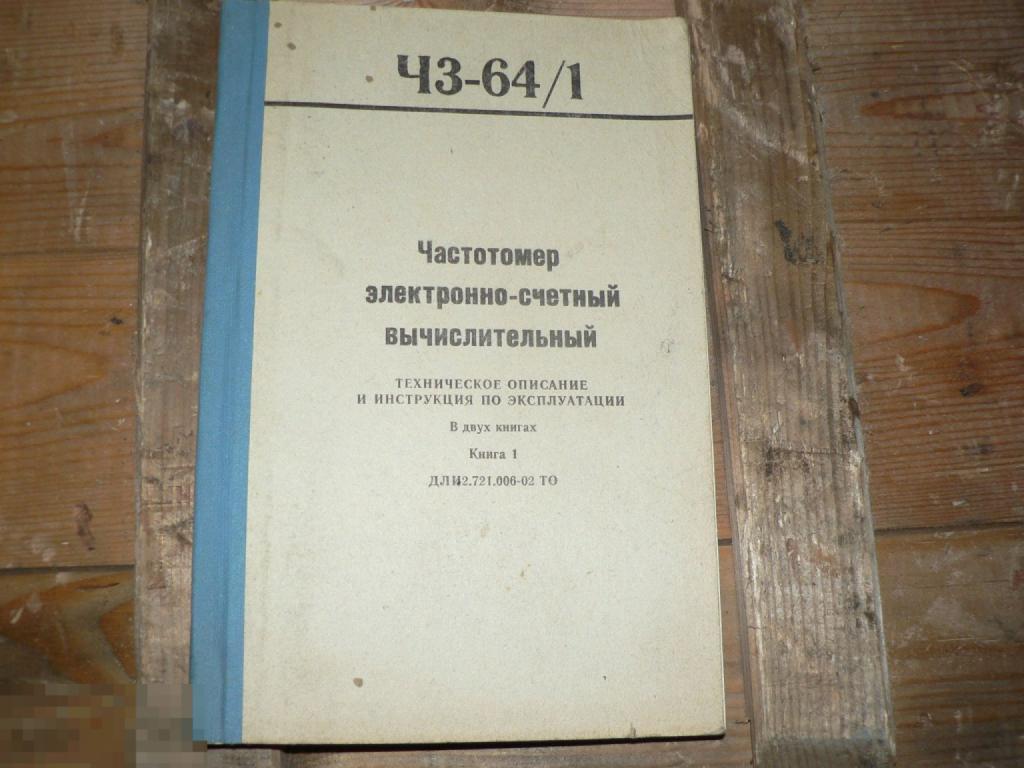 ЧЗ-64/1
Частотомер
электронно-счетный
вычислительный
ТЕХНИЧЕСКОЕ ОПИСАНИЕ
И ИНСТРУКЦИЯ ПО ЭКСПЛУАТАЦИИ
В двух книгах
Книга 1
ДЛИ2.721.006-02 ТО